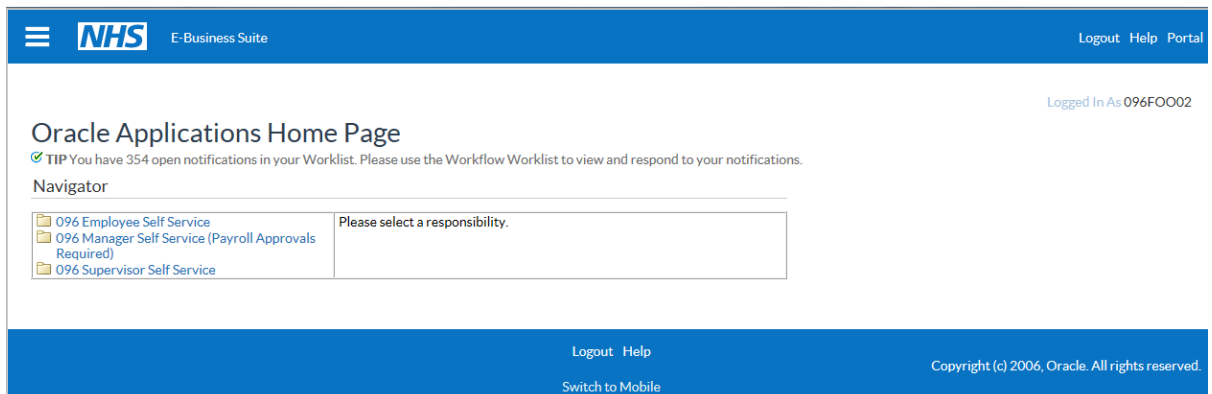 NHS E-Business Suite Logout Help Portal
Logged In As 096FOO02
Oracle Applications Home Page
TIP You have 354 open notifications in your Worklist. Please use the Workflow Worklist to view and respond to your notifications.
Navigator
096 Employee Self Service
096 Manager Self Service (Payroll Approvals
Required)
096 Supervisor Self Service
Please select a responsibility.
Logout Help
Copyright (c) 2006, Oracle. All rights reserved.
Switch to Mobile